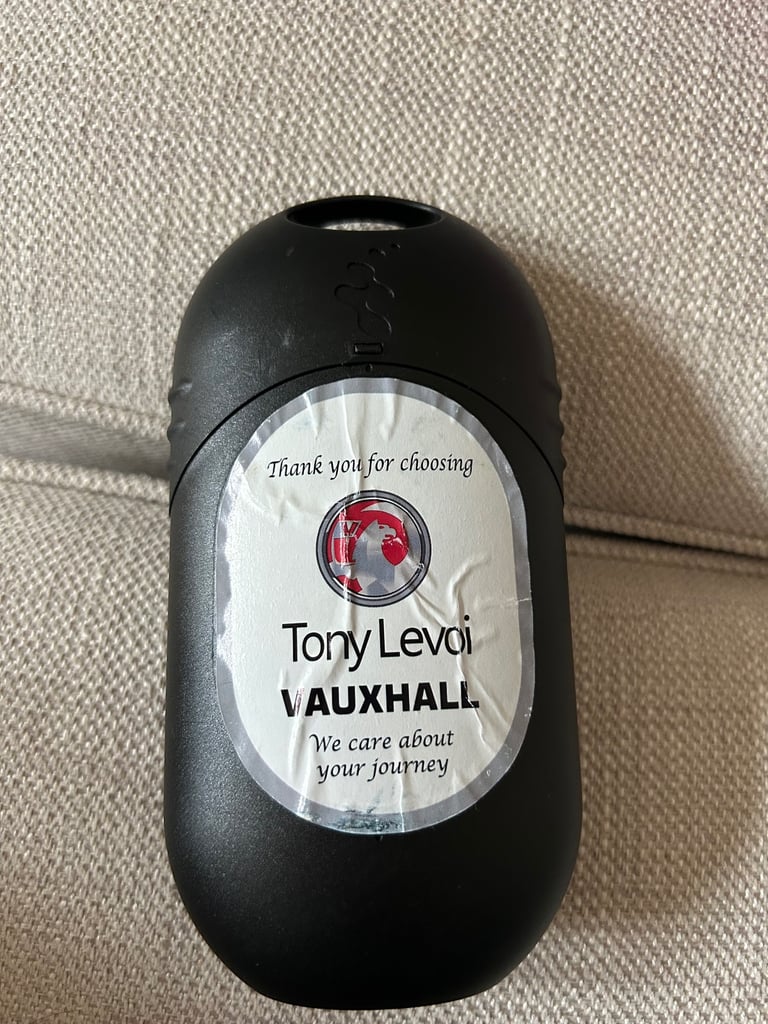 Thank you for choosing
V
Tony Levoi
VAUXHALL
We care about
your journey